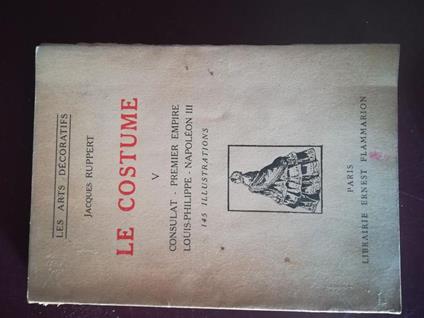 LES ARTS DÉCORATIFS
JACQUES RUPPERT
LE COSTUME
V
CONSULAT - PREMIER EMPIRE
LOUIS-PHILIPPE - NAPOLÉON III
145 ILLUSTRATIONS
PARIS
LIBRAIRIE ERNEST FLAMMARION